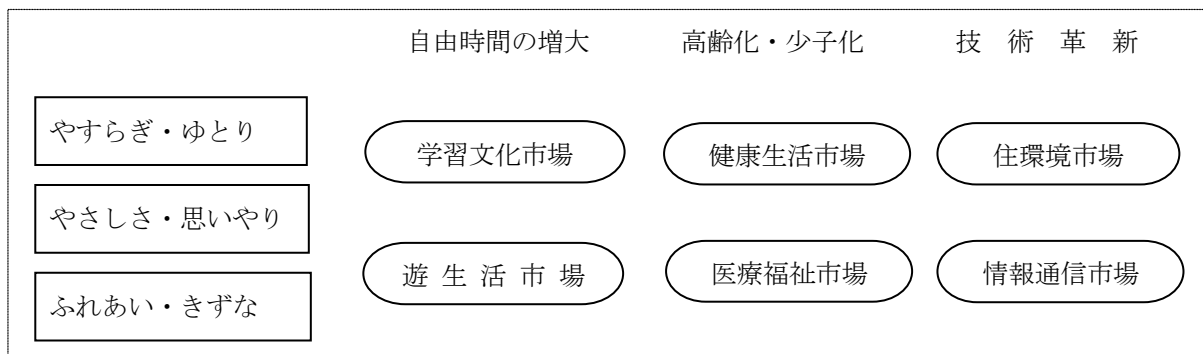 自由時間の増大 高齢化・少子化 技 術 革 新
やすらぎ・ゆとり
学習文化市場 健康生活市場 住環境市場
やさしさ・思いやり
遊 生 活 市 場 医療福祉市場 情報通信市場
ふれあい・きずな